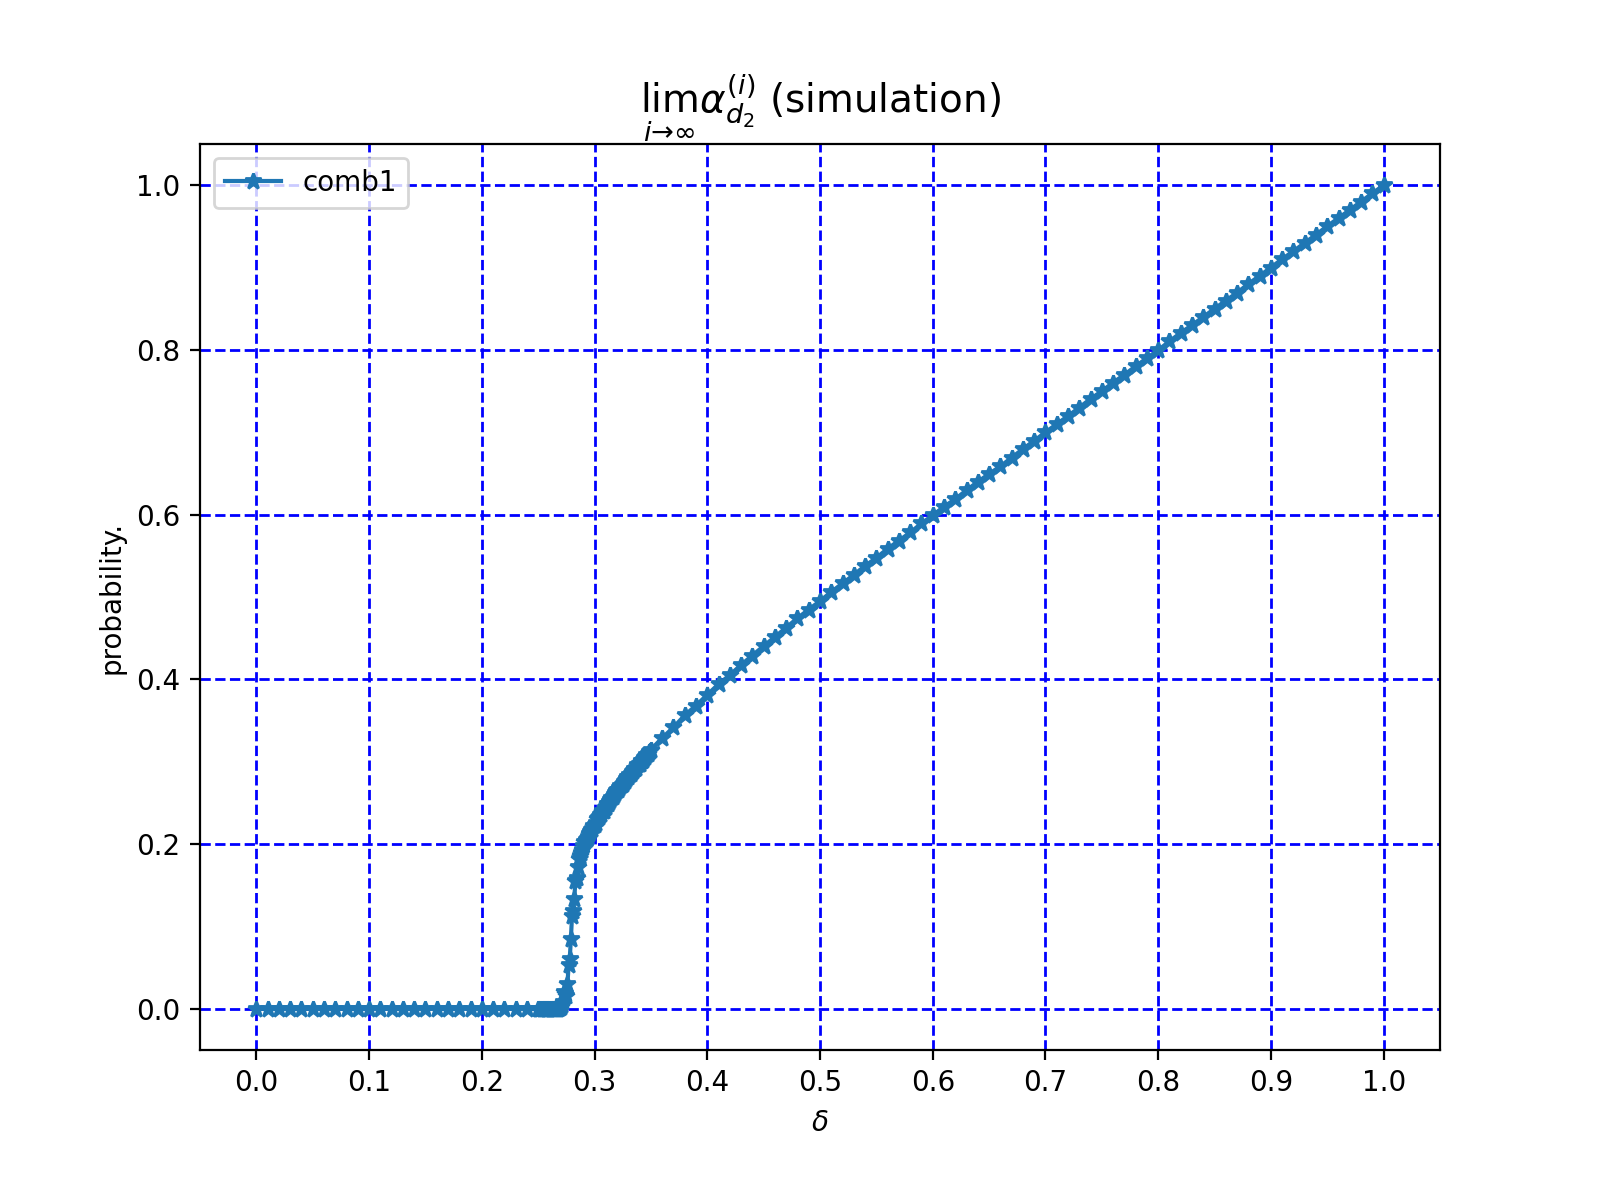 lim α_{d_2}^{(i)} (simulation)
i→∞
comb1
1.0
0.8
0.6
0.4
0.2
0.0
probability.
0.0 0.1 0.2 0.3 0.4 0.5 0.6 0.7 0.8 0.9 1.0
δ